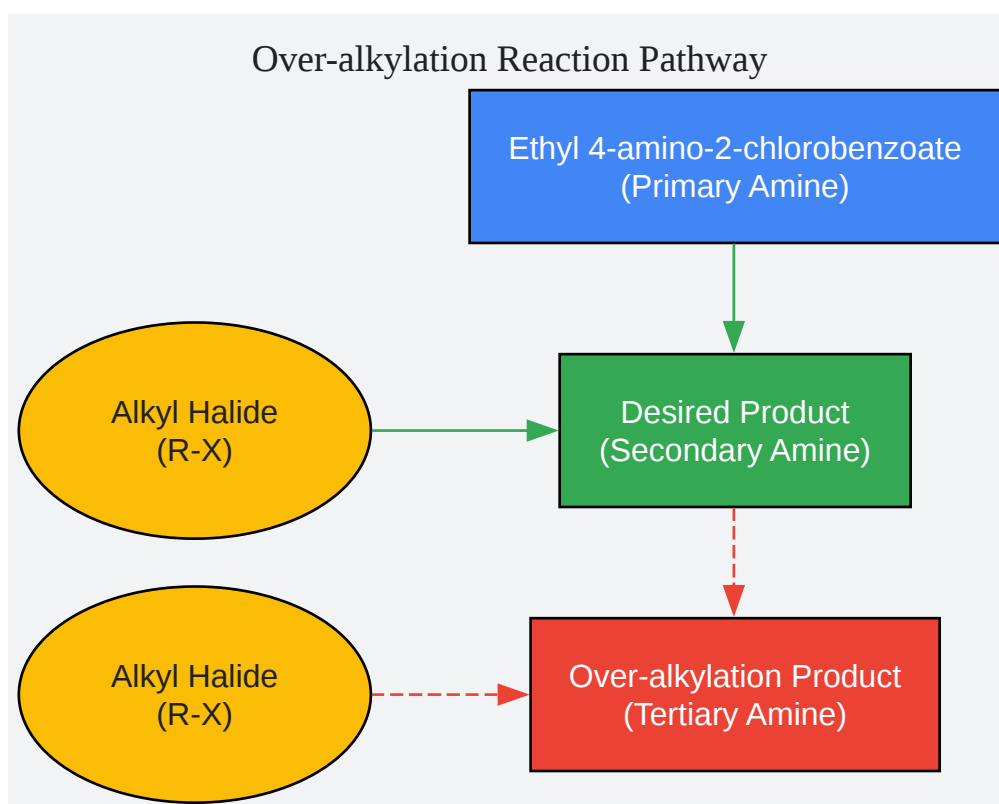 Over-alkylation Reaction Pathway
Ethyl 4-amino-2-chlorobenzoate
(Primary Amine)
Alkyl Halide
(R-X)
Desired Product
(Secondary Amine)
Alkyl Halide
(R-X)
Over-alkylation Product
(Tertiary Amine)